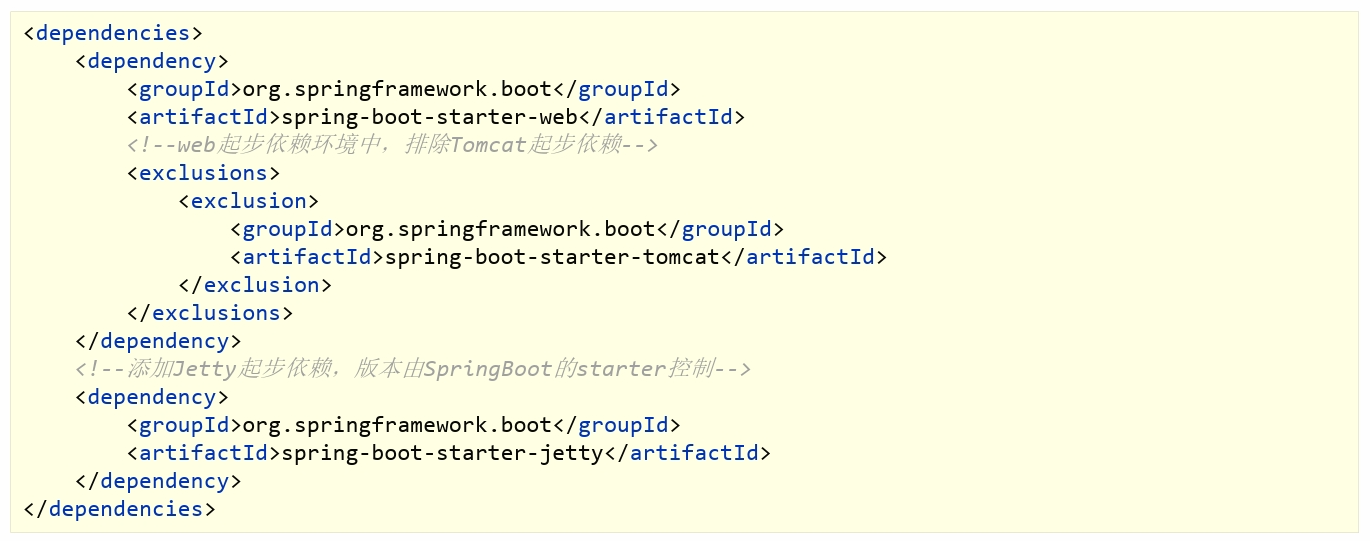 <dependencies>
    <dependency>
        <groupId>org.springframework.boot</groupId>
        <artifactId>spring-boot-starter-web</artifactId>
        <!--web起步依赖环境中，排除Tomcat起步依赖-->
        <exclusions>
            <exclusion>
                <groupId>org.springframework.boot</groupId>
                <artifactId>spring-boot-starter-tomcat</artifactId>
            </exclusion>
        </exclusions>
    </dependency>
    <!--添加Jetty起步依赖，版本由SpringBoot的starter控制-->
    <dependency>
        <groupId>org.springframework.boot</groupId>
        <artifactId>spring-boot-starter-jetty</artifactId>
    </dependency>
</dependencies>